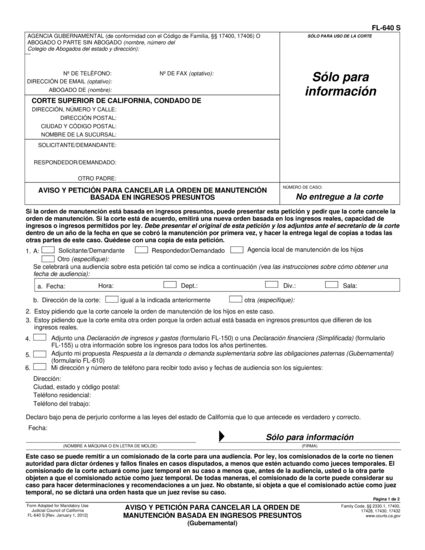 FL-640 S
AGENCIA GUBERNAMENTAL (de conformidad con el Código de Familia, §§ 17400, 17406) O
ABOGADO O PARTE SIN ABOGADO (nombre, número del
Colegio de Abogados del estado y dirección):
SÓLO PARA USO DE LA CORTE
Nº DE TELÉFONO: Nº DE FAX (optativo):
DIRECCIÓN DE EMAIL (optativo):
ABOGADO DE (nombre):
Sólo para
información
CORTE SUPERIOR DE CALIFORNIA, CONDADO DE
DIRECCIÓN, NÚMERO Y CALLE:
DIRECCIÓN POSTAL:
CIUDAD Y CÓDIGO POSTAL:
NOMBRE DE LA SUCURSAL:
SOLICITANTE/DEMANDANTE:
RESPONDEDOR/DEMANDADO:
OTRO PADRE:
AVISO Y PETICIÓN PARA CANCELAR LA ORDEN DE MANUTENCIÓN
BASADA EN INGRESOS PRESUNTOS
NÚMERO DE CASO:
No entregue a la corte
Si la orden de manutención está basada en ingresos presuntos, puede presentar esta petición y pedir que la corte cancele la
orden de manutención. Si la corte está de acuerdo, emitirá una nueva orden basada en los ingresos reales, capacidad de
ingresos o ingresos permitidos por ley. Debe presentar el original de esta petición y los adjuntos ante el secretario de la corte
dentro de un año de la fecha en que se cobró la manutención por primera vez, y hacer la entrega legal de copias a todas las
otras partes de este caso. Quédese con una copia de esta petición.
1. A: Solicitante/Demandante Respondedor/Demandado Agencia local de manutención de los hijos
Otro (especifique):
Se celebrará una audiencia sobre esta petición tal como se indica a continuación (vea las instrucciones sobre cómo obtener una
fecha de audiencia):
a. Fecha: Hora: Dept.: Div.: Sala:
b. Dirección de la corte: igual a la indicada anteriormente otra (especifique):
2. Estoy pidiendo que la corte cancele la orden de manutención de los hijos en este caso.
3. Estoy pidiendo que la corte emita otra orden porque la orden actual está basada en ingresos presuntos que difieren de los
ingresos reales.
4. Adjunto una Declaración de ingresos y gastos (formulario FL-150) o una Declaración financiera (Simplificada) (formulario
FL-155) u otra información sobre los ingresos para todos los años pertinentes.
5. Adjunto mi propuesta Respuesta a la demanda o demanda suplementaria sobre las obligaciones paternas (Gubernamental)
(formulario FL-610)
6. Mi dirección y número de teléfono para recibir todo aviso y fechas de audiencia son los siguientes:
Dirección:
Ciudad, estado y código postal:
Teléfono residencial:
Teléfono del trabajo:
Declaro bajo pena de perjurio conforme a las leyes del estado de California que lo que antecede es verdadero y correcto.
Fecha:
Sólo para información
(NOMBRE A MÁQUINA O EN LETRA DE MOLDE) (FIRMA)
Este caso se puede remitir a un comisionado de la corte para una audiencia. Por ley, los comisionados de la corte no tienen
autoridad para dictar órdenes y fallos finales en casos disputados, a menos que estén actuando como jueces temporales. El
comisionado de la corte actuará como juez temporal en su caso a menos que, antes de la audiencia, usted o la otra parte
objeten a que el comisionado actúe como juez temporal. De todas maneras, el comisionado de la corte puede considerar su
caso para hacer determinaciones y recomendaciones a un juez. No obstante, si objeta a que el comisionado actúe como juez
temporal, no se dictará una orden hasta que un juez revise su caso.
Página 1 de 2
Form Adopted for Mandatory Use
Judicial Council of California
FL-640 S [Rev. January 1, 2012]
AVISO Y PETICIÓN PARA CANCELAR LA ORDEN DE
MANUTENCIÓN BASADA EN INGRESOS PRESUNTOS
(Gubernamental)
Family Code, §§ 2330.1, 17400,
17428, 17430, 17432
www.courts.ca.gov